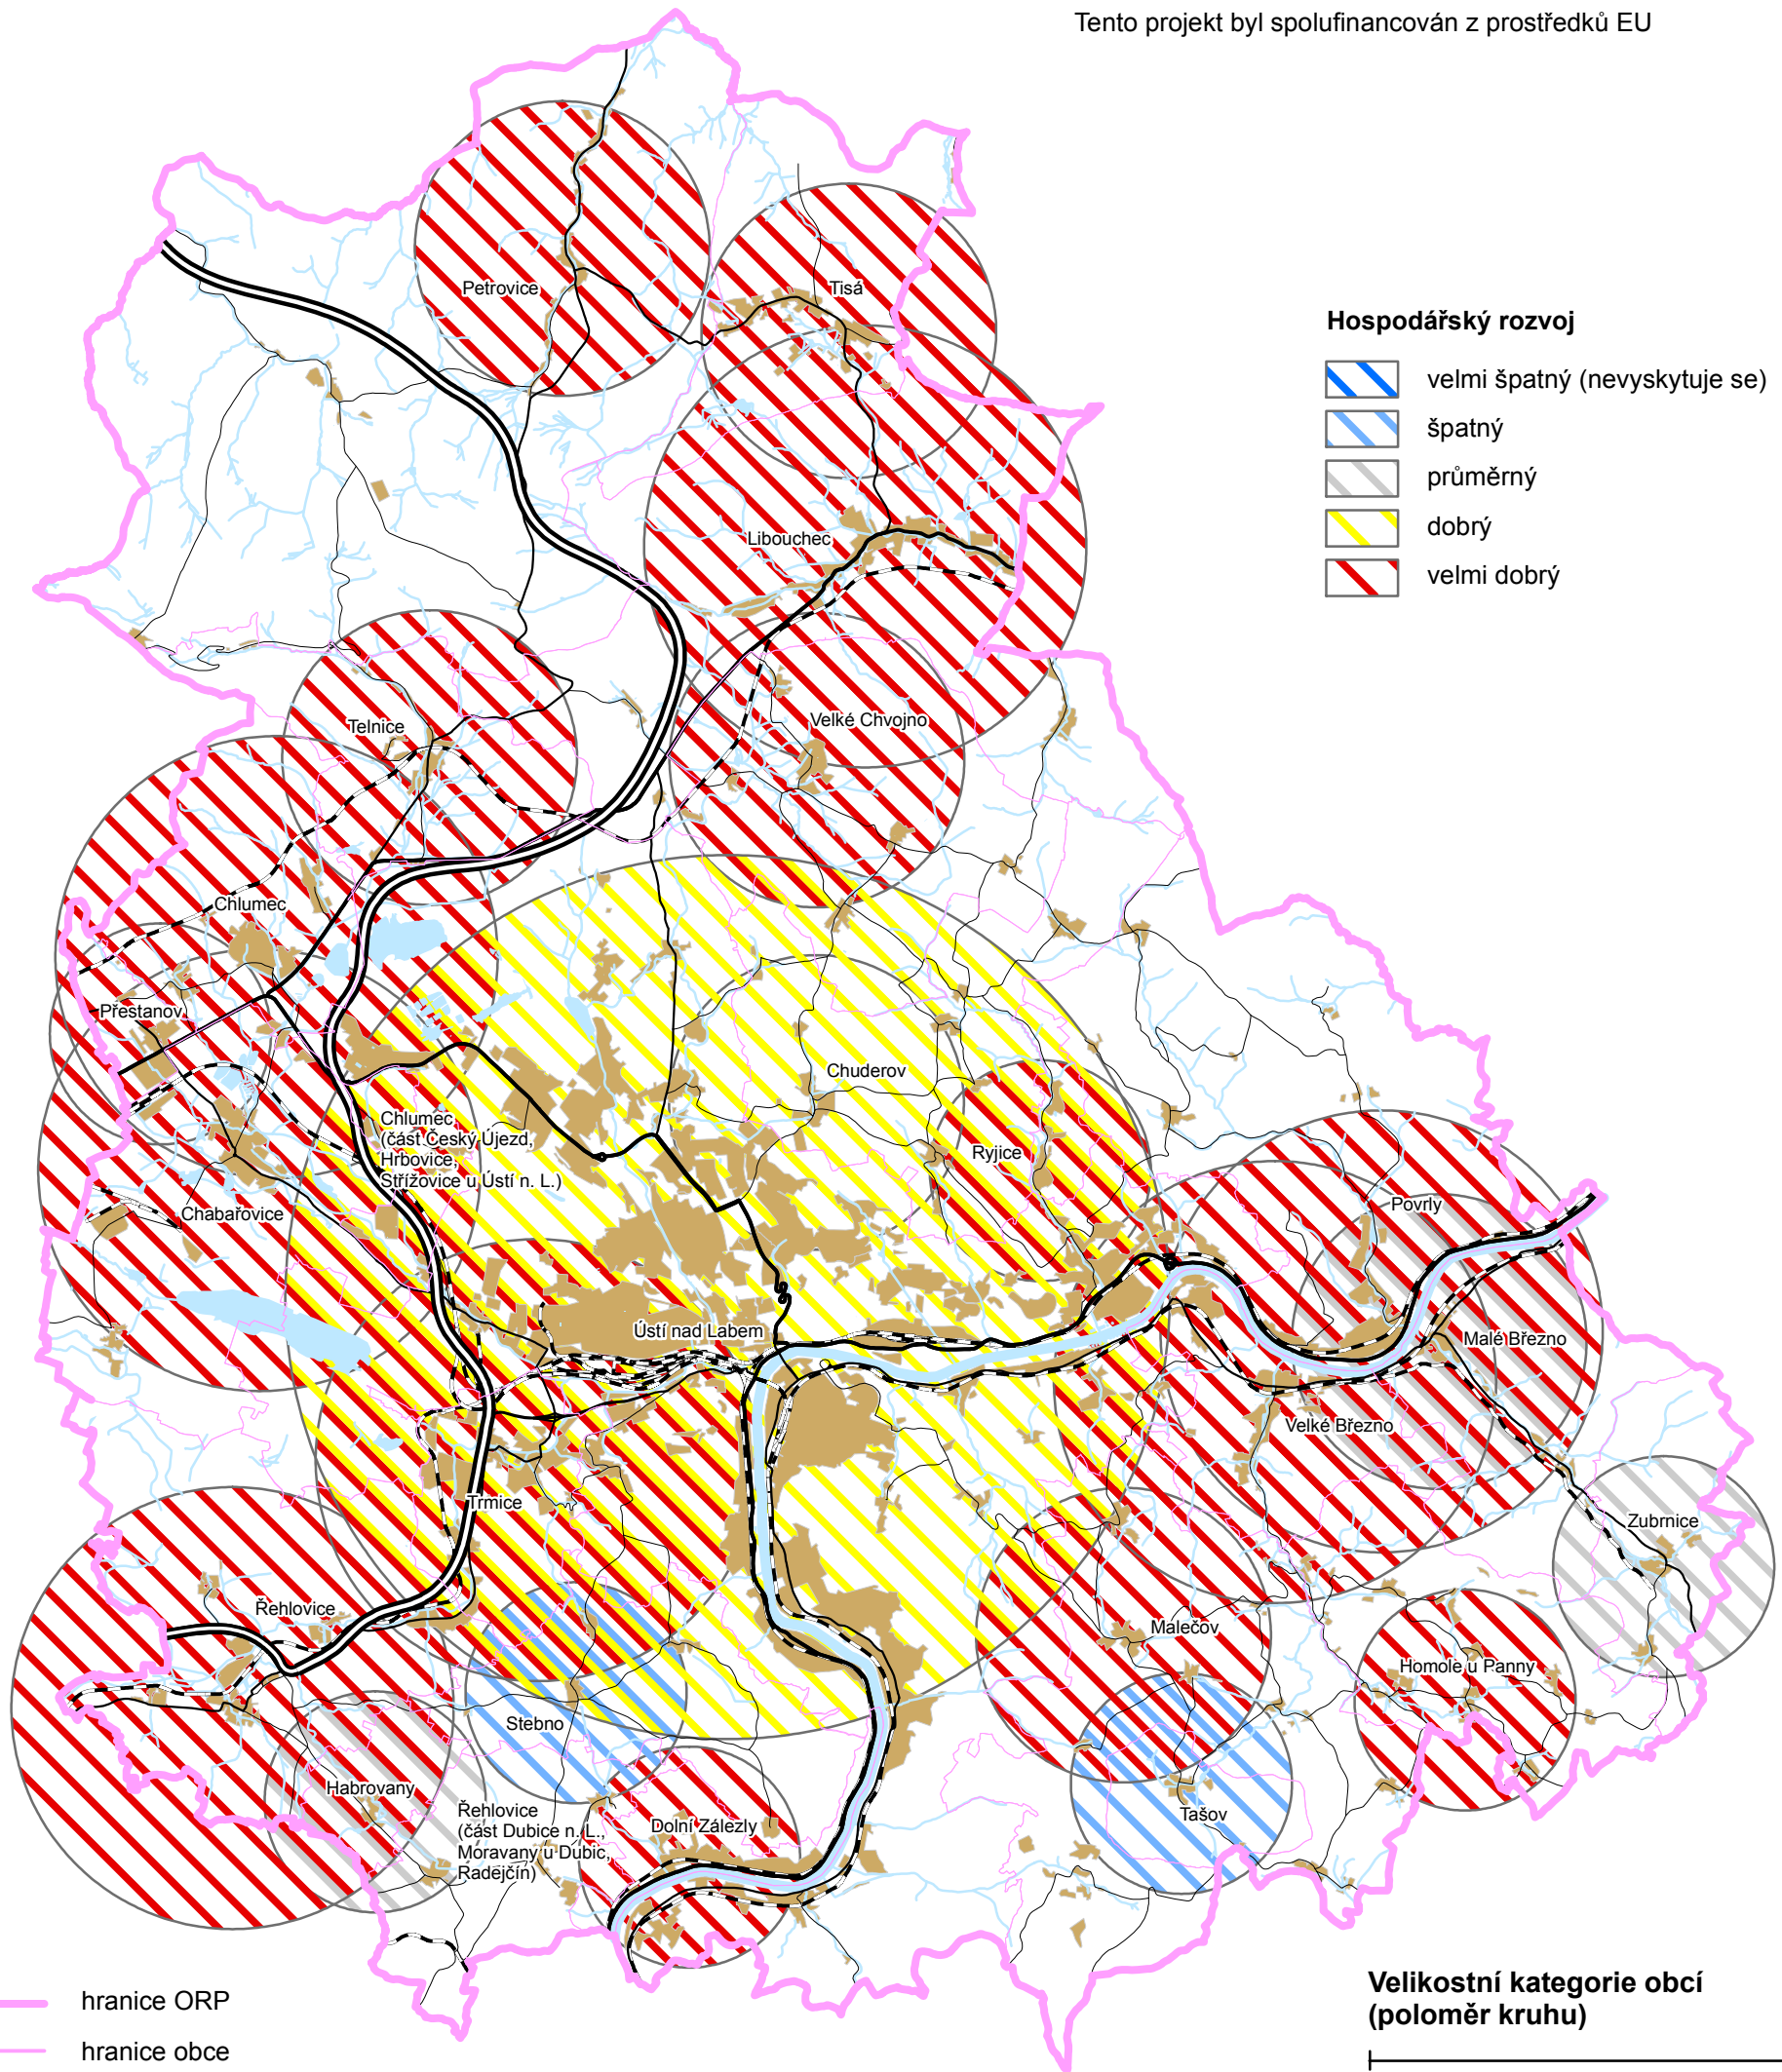 Tento projekt byl spolufinancován z prostředků EU
Petrovice
Tisá
Hospodářský rozvoj
velmi špatný (nevyskytuje se)
špatný
průměrný
dobrý
velmi dobrý
Libouchec
Telnice
Velké Chvojno
Chlumec
Přestanov
Chuderov
Chlumec
(část Český Újezd,
Hrbovice,
Střížovice u Ústí n. L.)
Ryjice
Chabařovice
Povrly
Ústí nad Labem
Malé Březno
Velké Březno
Trmice
Zubrnice
Řehlovice
Malečov
Homole u Panny
Stebno
Habrovany
Řehlovice
(část Dubice n. L.,
Moravany u Dubic,
Radejčín)
Dolní Zálezly
Tašov
hranice ORP
hranice obce
Velikostní kategorie obcí
(poloměr kruhu)